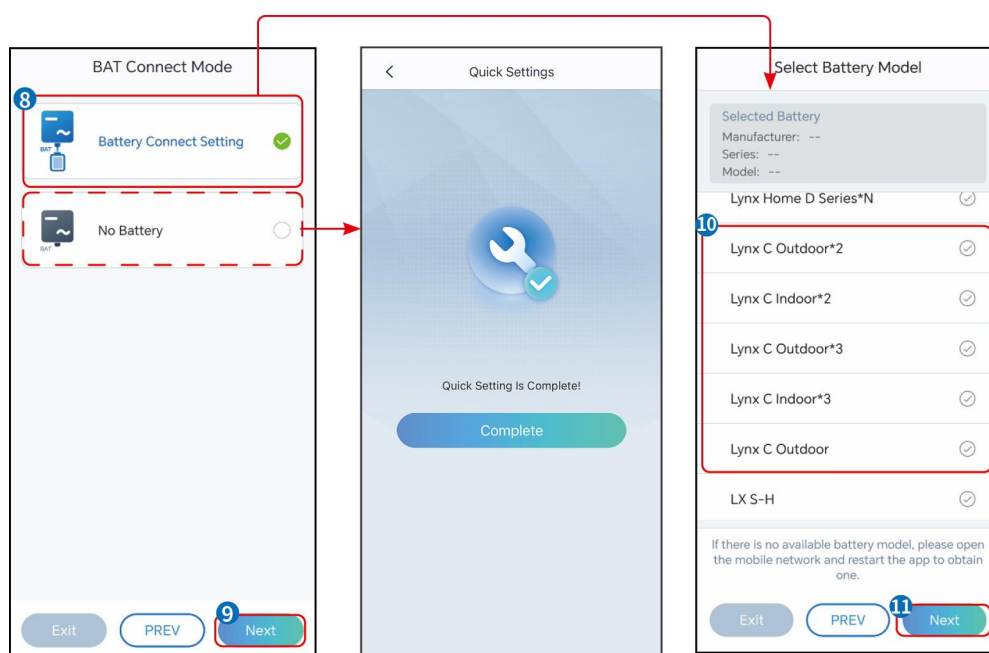 BAT Connect Mode
8
Battery Connect Setting
BAT
No Battery
BAT
Exit
PREV
9
Next
Quick Settings
Quick Setting Is Complete!
Complete
Select Battery Model
Selected Battery
Manufacturer: --
Series: --
Model: --
Lynx Home D Series*N
10
Lynx C Outdoor*2
Lynx C Indoor*2
Lynx C Outdoor*3
Lynx C Indoor*3
Lynx C Outdoor
LX S-H
If there is no available battery model, please open
the mobile network and restart the app to obtain
one.
Exit
PREV
11
Next